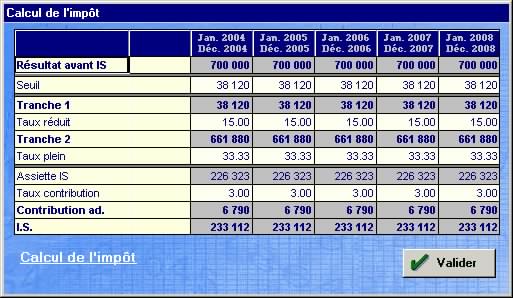 Calcul de l'impôt
Jan. 2004 Jan. 2005 Jan. 2006 Jan. 2007 Jan. 2008
Déc. 2004 Déc. 2005 Déc. 2006 Déc. 2007 Déc. 2008
Résultat avant IS 700 000 700 000 700 000 700 000 700 000
Seuil 38 120 38 120 38 120 38 120 38 120
Tranche 1 38 120 38 120 38 120 38 120 38 120
Taux réduit 15.00 15.00 15.00 15.00 15.00
Tranche 2 661 880 661 880 661 880 661 880 661 880
Taux plein 33.33 33.33 33.33 33.33 33.33
Assiette IS 226 323 226 323 226 323 226 323 226 323
Taux contribution 3.00 3.00 3.00 3.00 3.00
Contribution ad. 6 790 6 790 6 790 6 790 6 790
I.S. 233 112 233 112 233 112 233 112 233 112
Calcul de l'impôt Valider